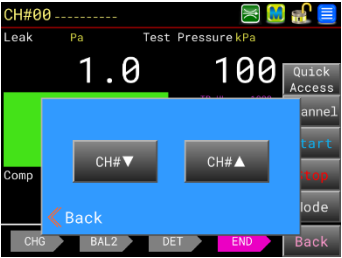 CH#00 ----------
Leak Pa Test Pressure kPa
1.0 100
Quick
Access
annel
tart
CH#▼ CH#▲
Comp top
ode
Back
CHG BAL2 DET END Back